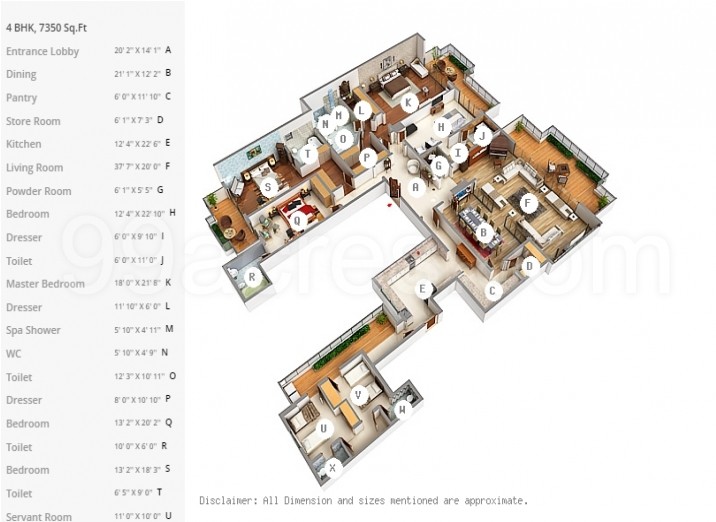 4 BHK, 7350 Sq.Ft
Entrance Lobby 20' 2" X 14' 1" A
Dining 21' 1" X 12' 2" B
Pantry 6' 0" X 11' 10" C
Store Room 6' 1" X 7' 3" D
Kitchen 12' 4" X 22' 6" E
Living Room 37' 7" X 20' 0" F
Powder Room 6' 1" X 5' 5" G
Bedroom 12' 4" X 22' 10" H
Dresser 6' 0" X 9' 10" I
Toilet 6' 0" X 11' 0" J
Master Bedroom 18' 0" X 21' 8" K
Dresser 11' 10" X 6' 0" L
Spa Shower 5' 10" X 4' 11" M
WC 5' 10" X 4' 9" N
Toilet 12' 3" X 10' 11" O
Dresser 8' 0" X 10' 10" P
Bedroom 13' 2" X 20' 2" Q
Toilet 10' 0" X 6' 0" R
Bedroom 13' 2" X 18' 3" S
Toilet 6' 5" X 9' 0" T
Servant Room 11' 0" X 10' 0" U
K
L
M
N
H
J
O
T
I
P
G
S
A
F
Q
B
D
R
E
C
V
W
U
X
99acres.com
Disclaimer: All Dimension and sizes mentioned are approximate.